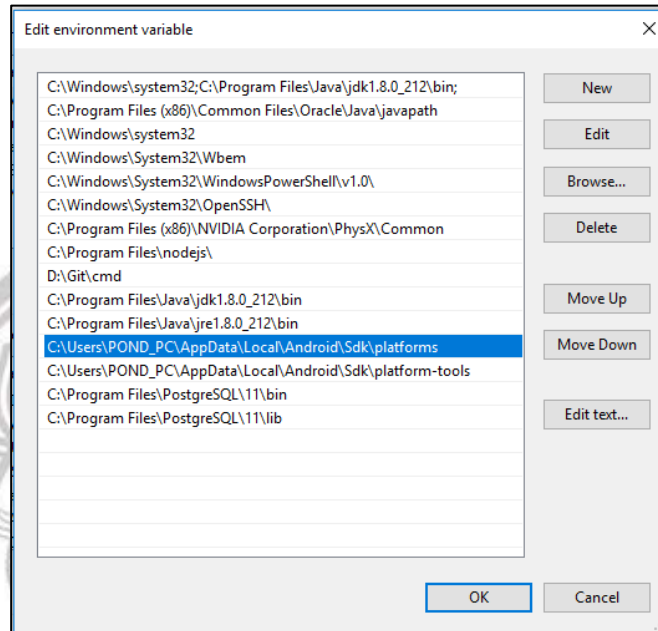 Edit environment variable
C:\Windows\system32;C:\Program Files\Java\jdk1.8.0_212\bin;
C:\Program Files (x86)\Common Files\Oracle\Java\javapath
C:\Windows\system32
C:\Windows\System32\Wbem
C:\Windows\System32\WindowsPowerShell\v1.0\
C:\Windows\System32\OpenSSH\
C:\Program Files (x86)\NVIDIA Corporation\PhysX\Common
C:\Program Files\nodejs\
D:\Git\cmd
C:\Program Files\Java\jdk1.8.0_212\bin
C:\Program Files\Java\jre1.8.0_212\bin
C:\Users\POND_PC\AppData\Local\Android\Sdk\platforms
C:\Users\POND_PC\AppData\Local\Android\Sdk\platform-tools
C:\Program Files\PostgreSQL\11\bin
C:\Program Files\PostgreSQL\11\lib
New
Edit
Browse...
Delete
Move Up
Move Down
Edit text...
OK
Cancel